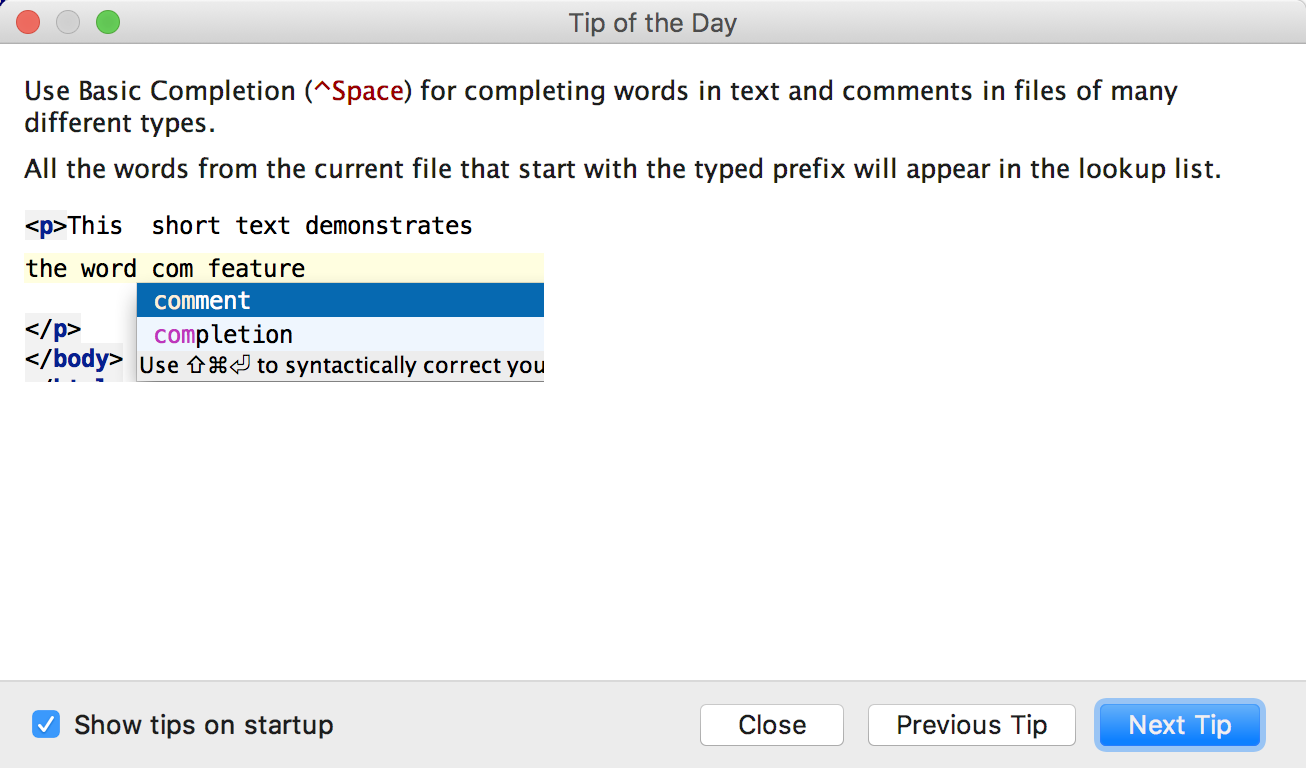 Tip of the Day
Use Basic Completion (^Space) for completing words in text and comments in files of many
different types.
All the words from the current file that start with the typed prefix will appear in the lookup list.
<p>This  short text demonstrates
the word com feature
comment
completion
Use ⇧⌘⏎ to syntactically correct you
</p>
</body>
Show tips on startup
Close
Previous Tip
Next Tip